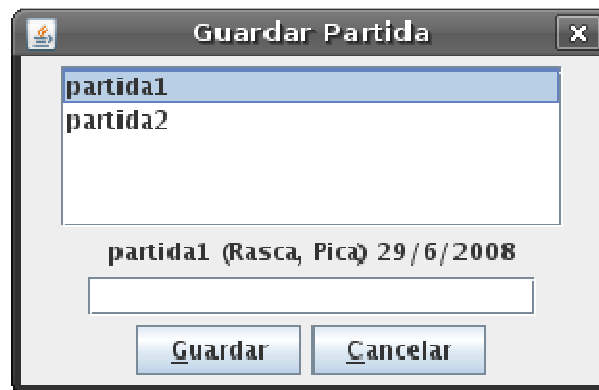 Guardar Partida
partida1
partida2
partida1 (Rasca, Pica) 29/6/2008
Guardar Cancelar